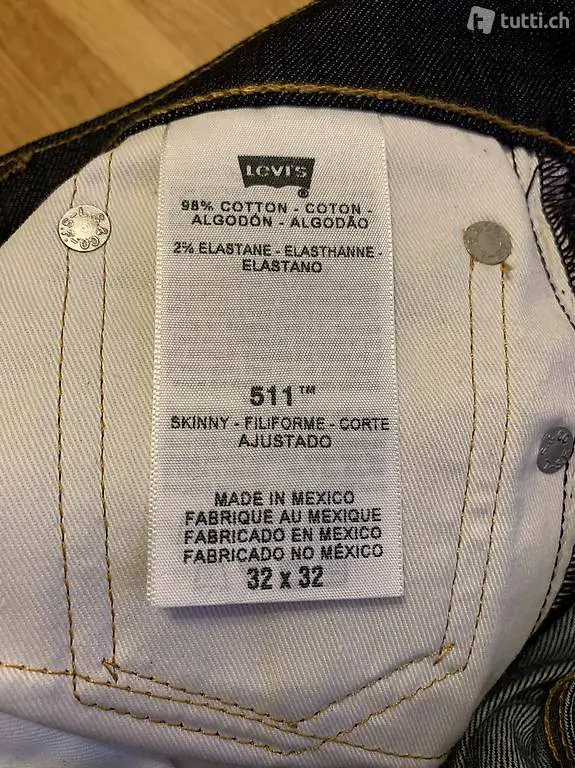 tutti.ch
Levi's
®
98% COTTON - COTON -
ALGODÓN - ALGODÃO
2% ELASTANE - ELASTHANNE -
ELASTANO
511™
SKINNY - FILIFORME - CORTE
AJUSTADO
MADE IN MEXICO
FABRIQUE AU MEXIQUE
FABRICADO EN MEXICO
FABRICADO NO MÉXICO
32 x 32